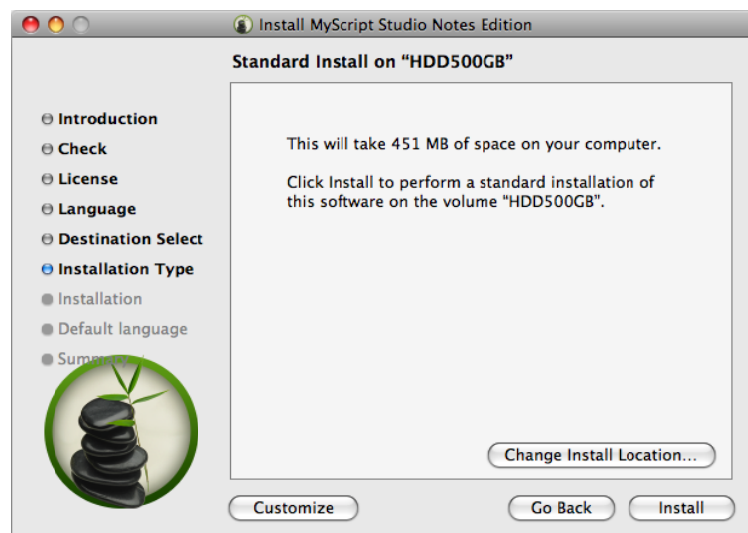 Install MyScript Studio Notes Edition
Standard Install on “HDD500GB”
Introduction
Check
License
Language
Destination Select
Installation Type
Installation
Default language
Summary
This will take 451 MB of space on your computer.
Click Install to perform a standard installation of
this software on the volume “HDD500GB”.
Change Install Location...
Customize
Go Back
Install